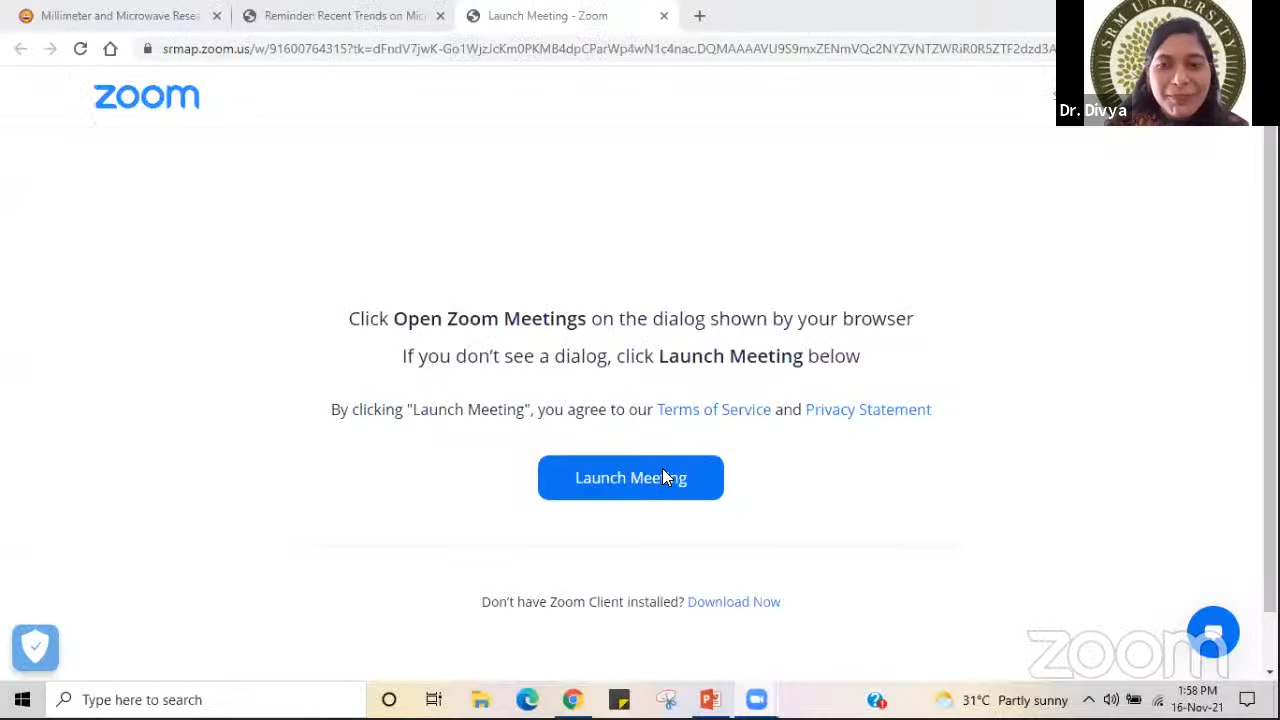 Millimeter and Microwave Resea
Reminder: Recent Trends on Mic
Launch Meeting - Zoom
srmap.zoom.us/w/91600764315?tk=dFndV7jwK-Go1WjzJcKm0PKMB4dpCParWp4wN1c4nac.DQMAAAAVU9S9mxZENmVQc2NYZVNTZWRiR0R5ZTF2dzd3A
SRM UNIVERSITY
Dr. Divya
zoom
Click Open Zoom Meetings on the dialog shown by your browser
If you don't see a dialog, click Launch Meeting below
By clicking "Launch Meeting", you agree to our Terms of Service and Privacy Statement
Launch Meeting
Don't have Zoom Client installed? Download Now
zoom
Type here to search
31°C Partly sunny
1:58 PM
16-Nov-21